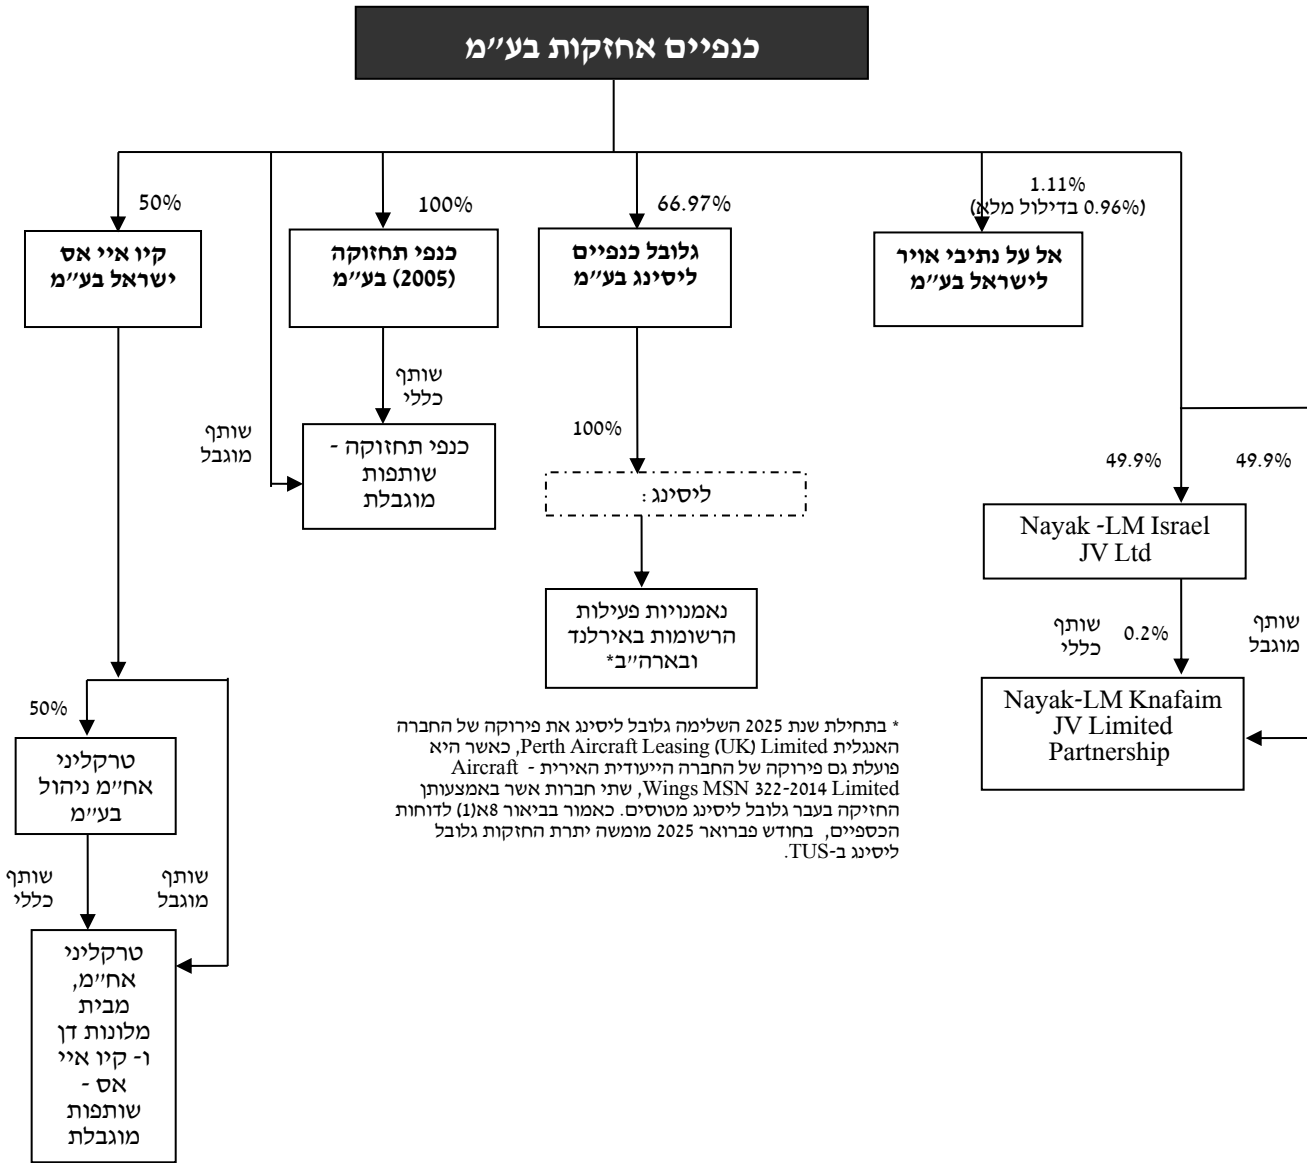 כנפיים אחזקות בע״מ
1.11%
(0.96% בדילול מלא)
66.97%
100%
50%
אל על נתיבי אויר
לישראל בע״מ
גלובל כנפיים
ליסינג בע״מ
כנפי תחזוקה
(2005) בע״מ
קיו איי אס
ישראל בע״מ
49.9%
49.9%
100%
שותף
כללי
שותף
מוגבל
Nayak -LM Israel
JV Ltd
ליסינג :
כנפי תחזוקה -
שותפות
מוגבלת
שותף
מוגבל
0.2%
שותף
כללי
נאמנויות פעילות
הרשומות באירלנד
ובארה״ב*
Nayak-LM Knafaim
JV Limited
Partnership
50%
טרקליני
אח״מ ניהול
בע״מ
* בתחילת שנת 2025 השלימה גלובל ליסינג את פירוקה של החברה
האנגלית Perth Aircraft Leasing (UK) Limited, כאשר היא
פועלת גם פירוקה של החברה הייעודית האירית - Aircraft
Wings MSN 322-2014 Limited, שתי חברות אשר באמצעותן
החזיקה בעבר גלובל ליסינג מטוסים. כאמור בביאור 8א(1) לדוחות
הכספיים, בחודש פברואר 2025 מומשה יתרת החזקות גלובל
ליסינג ב-TUS.
שותף
מוגבל
שותף
כללי
טרקליני
אח״מ,
מבית
מלונות דן
ו- קיו איי
אס -
שותפות
מוגבלת